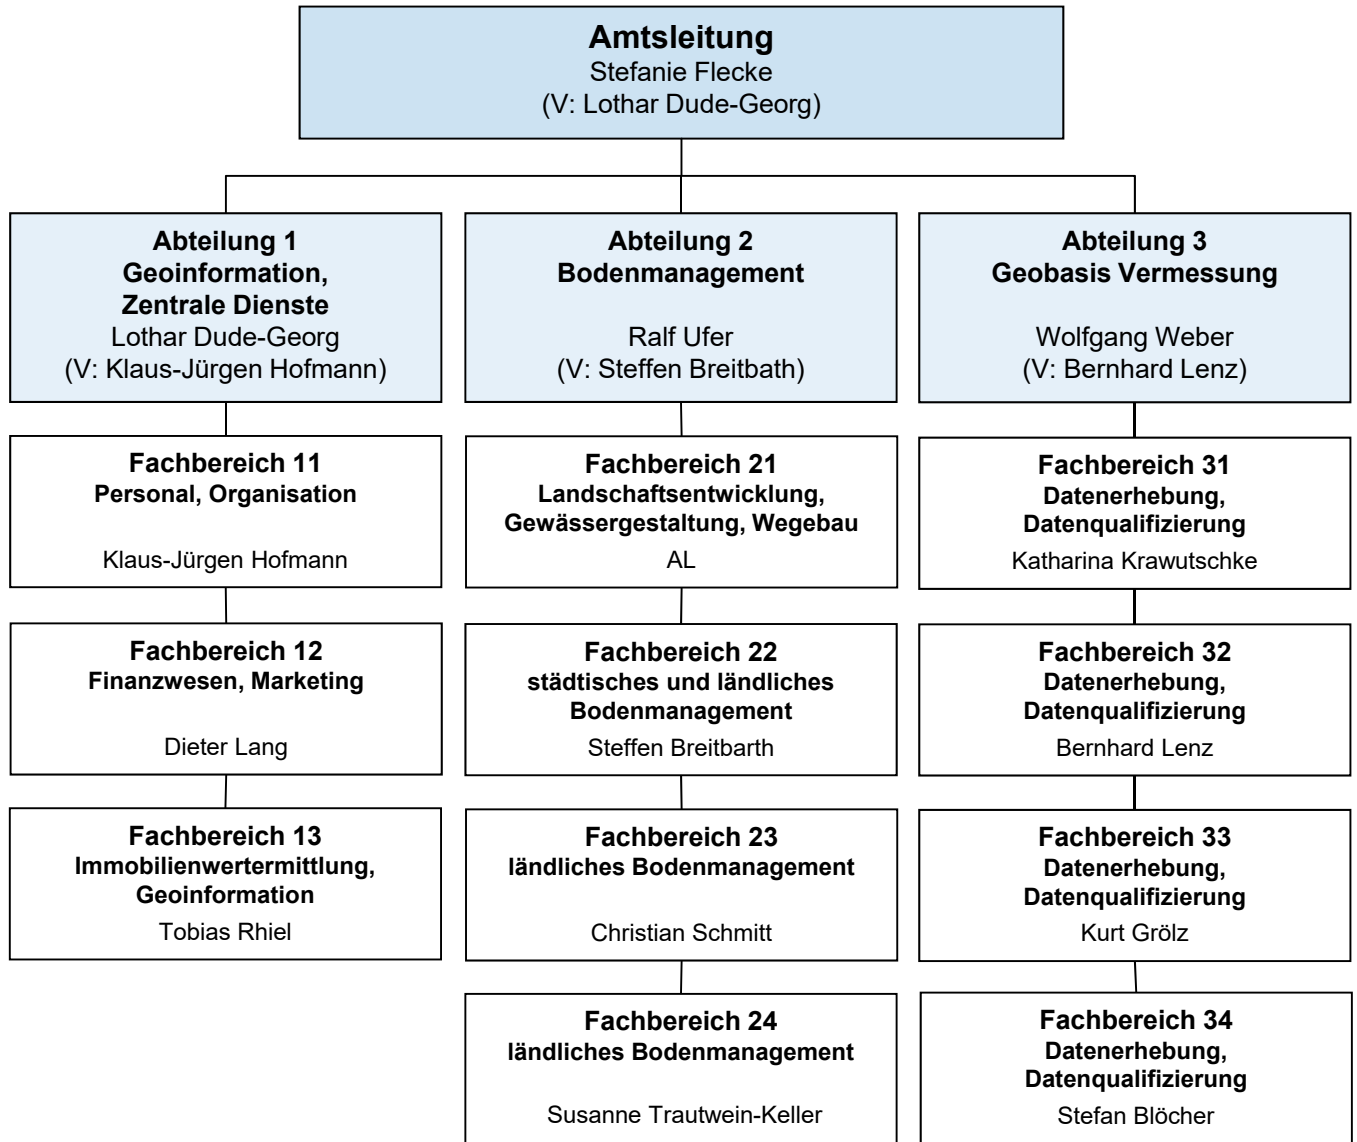 Amtsleitung
Stefanie Flecke
(V: Lothar Dude-Georg)
Abteilung 1
Geoinformation,
Zentrale Dienste
Lothar Dude-Georg
(V: Klaus-Jürgen Hofmann)
Fachbereich 11
Personal, Organisation
Klaus-Jürgen Hofmann
Fachbereich 12
Finanzwesen, Marketing
Dieter Lang
Fachbereich 13
Immobilienwertermittlung,
Geoinformation
Tobias Rhiel
Abteilung 2
Bodenmanagement
Ralf Ufer
(V: Steffen Breitbath)
Fachbereich 21
Landschaftsentwicklung,
Gewässergestaltung, Wegebau
AL
Fachbereich 22
städtisches und ländliches
Bodenmanagement
Steffen Breitbarth
Fachbereich 23
ländliches Bodenmanagement
Christian Schmitt
Fachbereich 24
ländliches Bodenmanagement
Susanne Trautwein-Keller
Abteilung 3
Geobasis Vermessung
Wolfgang Weber
(V: Bernhard Lenz)
Fachbereich 31
Datenerhebung,
Datenqualifizierung
Katharina Krawutschke
Fachbereich 32
Datenerhebung,
Datenqualifizierung
Bernhard Lenz
Fachbereich 33
Datenerhebung,
Datenqualifizierung
Kurt Grölz
Fachbereich 34
Datenerhebung,
Datenqualifizierung
Stefan Blöcher